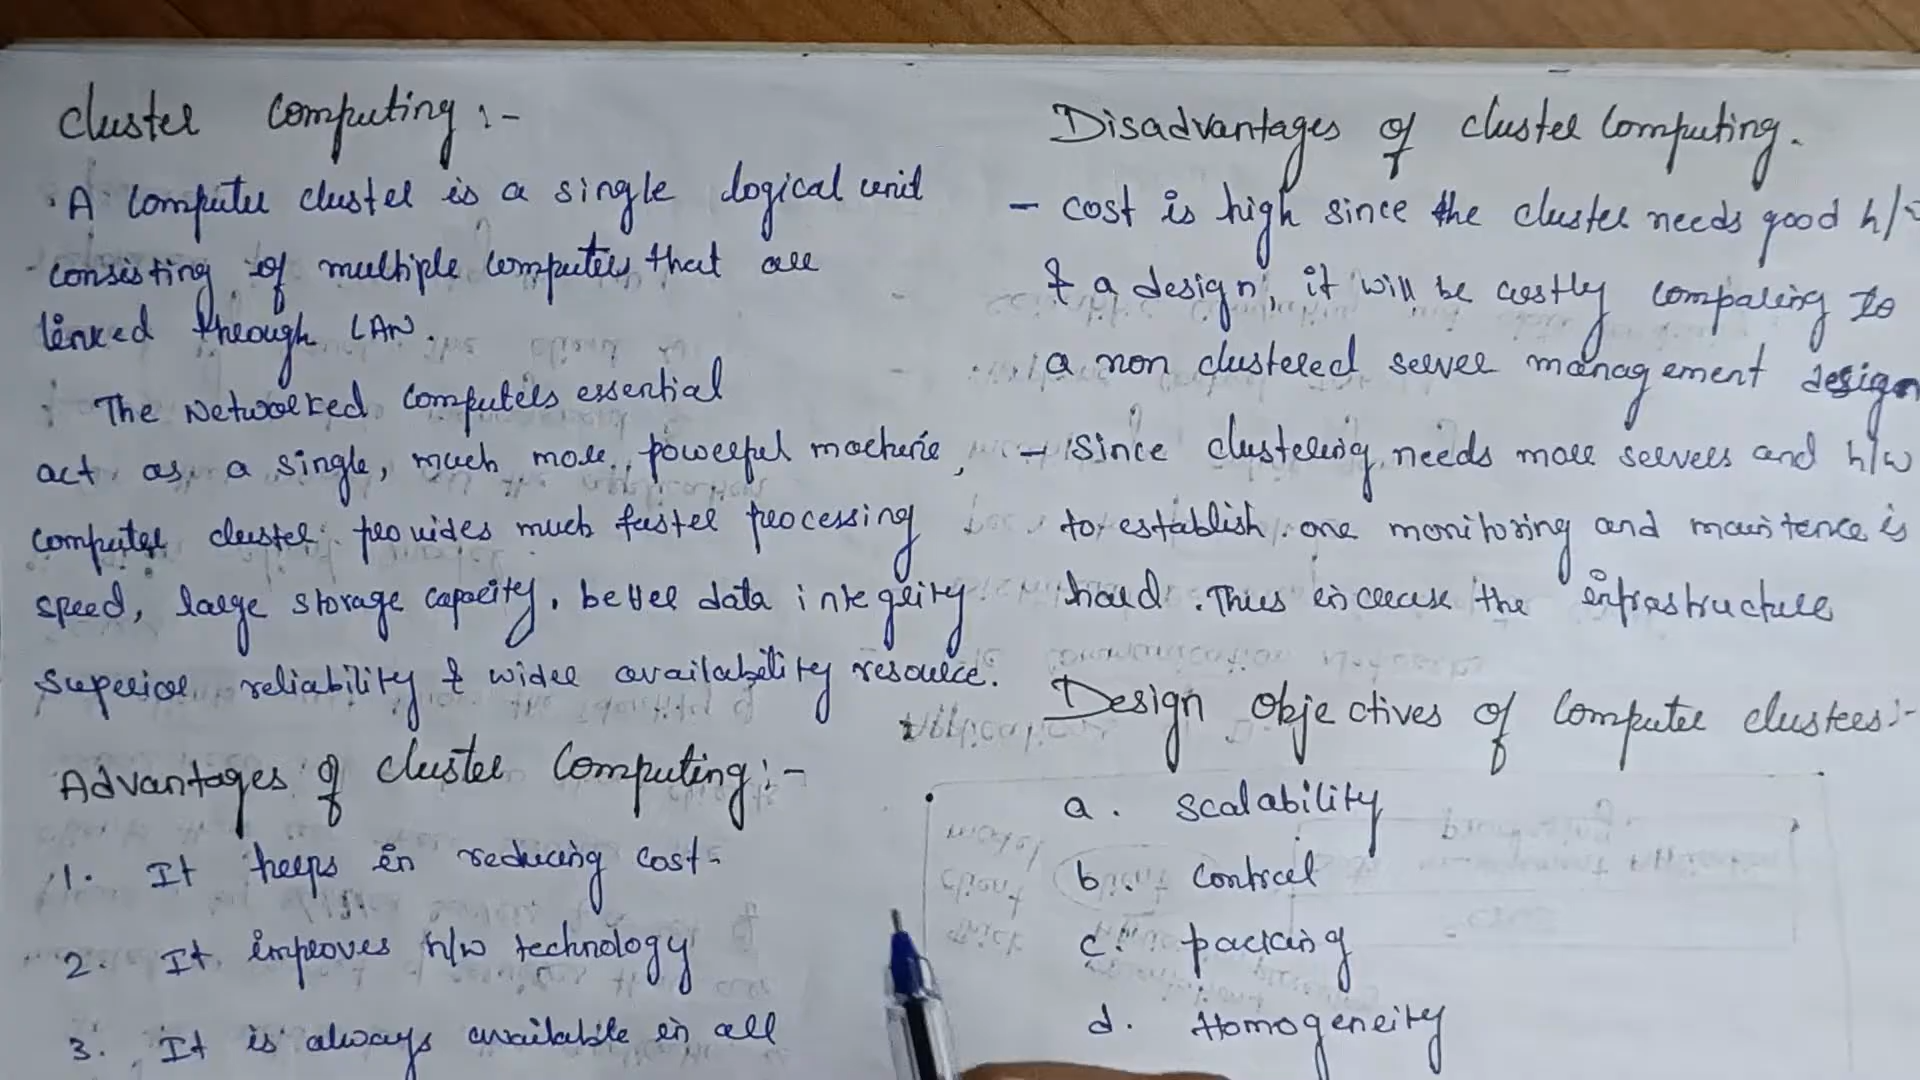 Cluster Computing :-
A Computer cluster is a single logical unit
consisting of multiple computers that are
linked through LAN.
The Networked computers essential
act as a single, much more powerful machine,
computer cluster provides much faster processing
speed, large storage capacity, better data integrity
superior reliability & wider availability resource.
Advantages of cluster Computing :-
1. It helps in reducing cost.
2. It improves h/w technology
3. It is always available in all
Disadvantages of cluster Computing.
- cost is high since the cluster needs good h/
& a design, it will be costly comparing to
a non clustered server management design
- Since clustering needs more servers and h/w
to establish one monitoring and maintence is
hard. Thus increase the infrastructure
Design objectives of Computer clusters :-
a. scalability
b. control
c. packing
d. Homogeneity